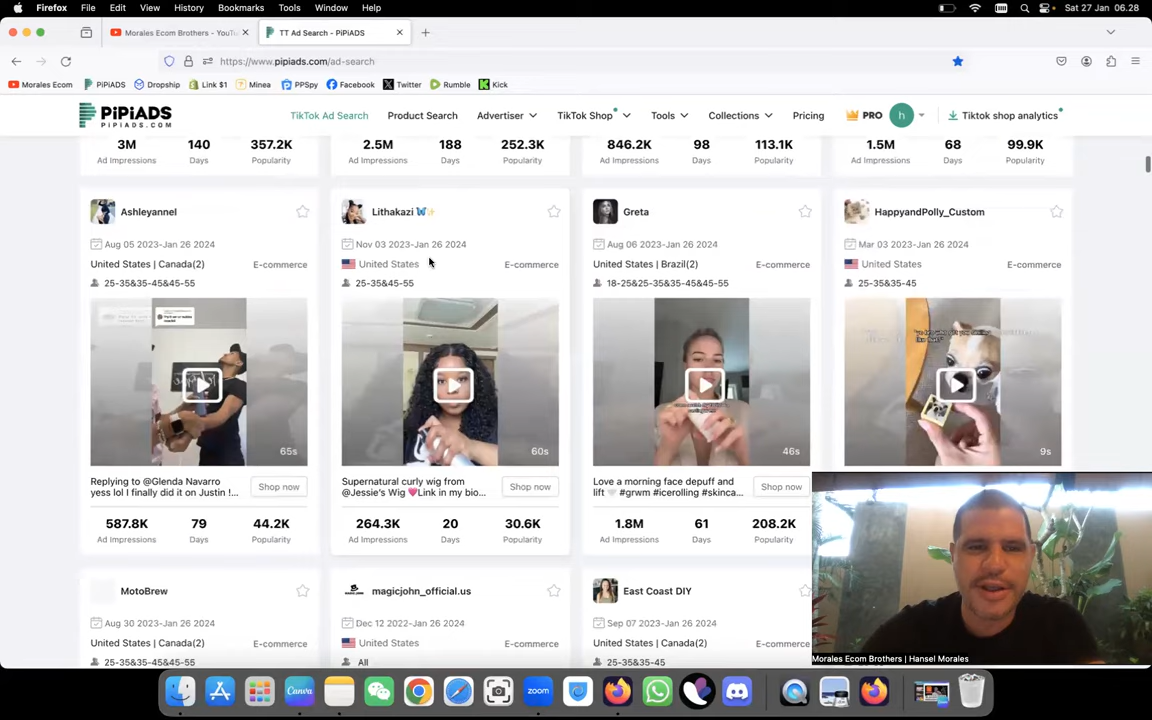 Firefox File Edit View History Bookmarks Tools Window Help Sat 27 Jan 06.28
Morales Ecom Brothers - YouTu
TT Ad Search - PiPiADS
https://www.pipiads.com/ad-search
Morales Ecom PiPiADS Dropship Link $1 Minea PPSpy Facebook Twitter Rumble Kick
PiPiADS
PIPIADS.COM
TikTok Ad Search Product Search Advertiser TikTok Shop Tools Collections Pricing PRO h Tiktok shop analytics
3M 140 357.2K 2.5M 188 252.3K 846.2K 98 113.1K 1.5M 68 99.9K
Ad Impressions Days Popularity Ad Impressions Days Popularity Ad Impressions Days Popularity Ad Impressions Days Popularity
Ashleyannel
Aug 05 2023-Jan 26 2024
United States | Canada(2) E-commerce
25-35&35-45&45-55
65s
Replying to @Glenda Navarro
yess lol I finally did it on Justin !...
Shop now
587.8K 79 44.2K
Ad Impressions Days Popularity
Lithakazi
Nov 03 2023-Jan 26 2024
United States E-commerce
25-35&45-55
60s
Supernatural curly wig from
@Jessie's Wig Link in my bio...
Shop now
264.3K 20 30.6K
Ad Impressions Days Popularity
Greta
Aug 06 2023-Jan 26 2024
United States | Brazil(2) E-commerce
18-25&25-35&35-45&45-55
46s
Love a morning face depuff and
lift #grwm #icerolling #skinca...
Shop now
1.8M 61 208.2K
Ad Impressions Days Popularity
HappyandPolly_Custom
Mar 03 2023-Jan 26 2024
United States E-commerce
25-35&35-45
9s
MotoBrew
Aug 30 2023-Jan 26 2024
United States | Canada(2) E-commerce
25-35&35-45&45-55
magicjohn_official.us
Dec 12 2022-Jan 26 2024
United States E-commerce
All
East Coast DIY
Sep 07 2023-Jan 26 2024
United States | Canada(2)
25-35&35-45
Morales Ecom Brothers | Hansel Morales
zoom